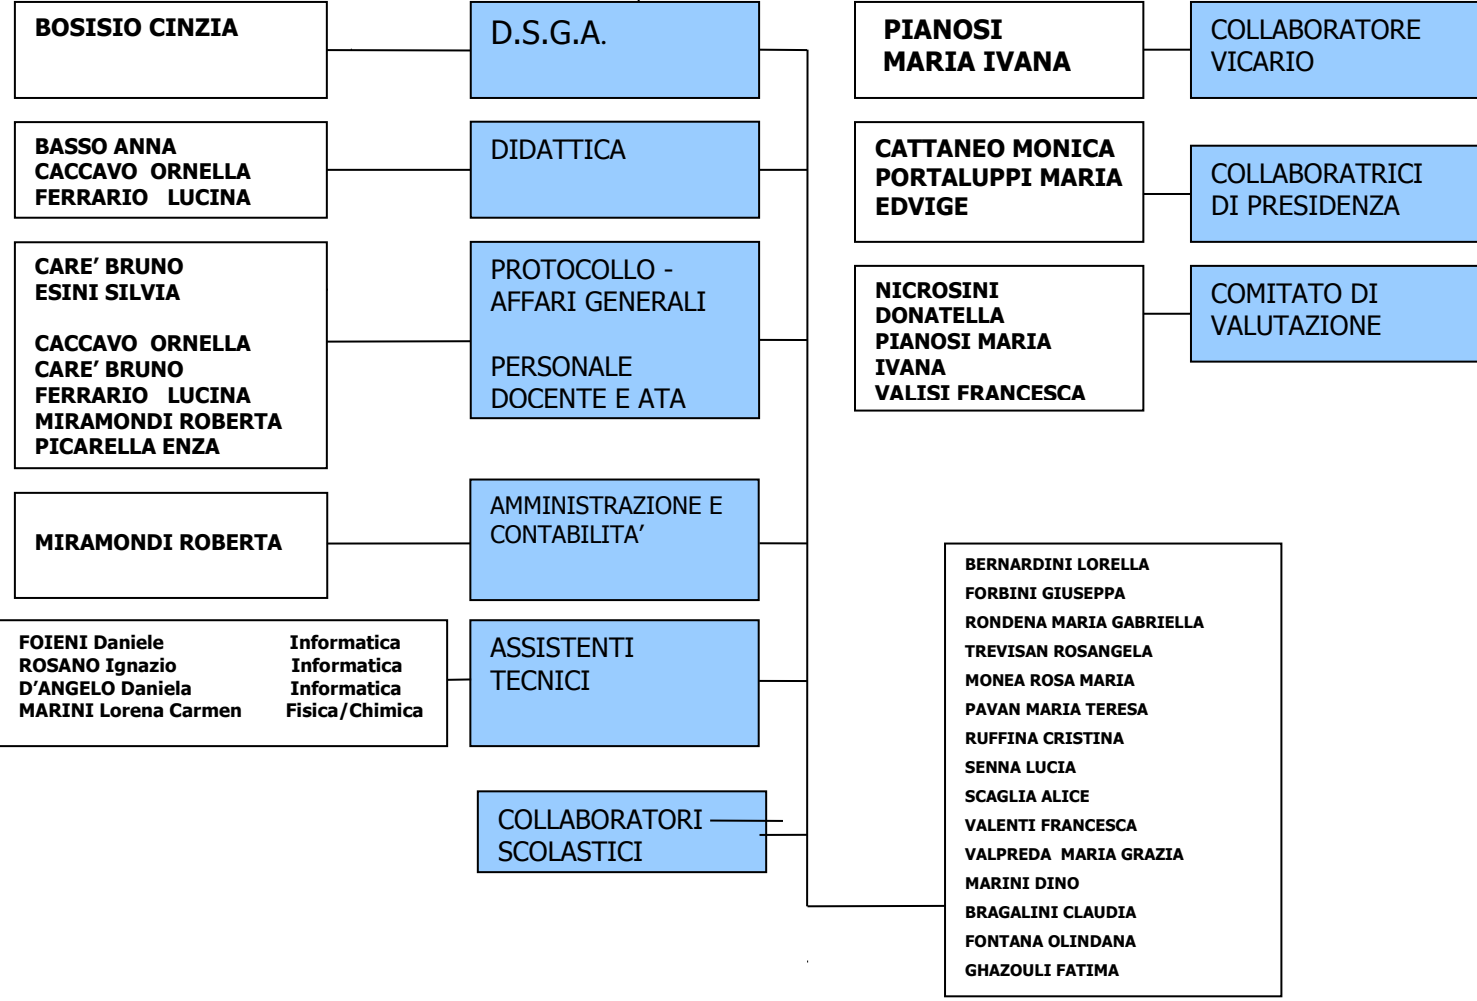 BOSISIO CINZIA
D.S.G.A.
BASSO ANNA
CACCAVO ORNELLA
FERRARIO LUCINA
DIDATTICA
CARE’ BRUNO
ESINI SILVIA
CACCAVO ORNELLA
CARE’ BRUNO
FERRARIO LUCINA
MIRAMONDI ROBERTA
PICARELLA ENZA
PROTOCOLLO -
AFFARI GENERALI
PERSONALE
DOCENTE E ATA
MIRAMONDI ROBERTA
AMMINISTRAZIONE E
CONTABILITA’
FOIENI Daniele Informatica
ROSANO Ignazio Informatica
D’ANGELO Daniela Informatica
MARINI Lorena Carmen Fisica/Chimica
ASSISTENTI
TECNICI
COLLABORATORI
SCOLASTICI
PIANOSI
MARIA IVANA
COLLABORATORE
VICARIO
CATTANEO MONICA
PORTALUPPI MARIA
EDVIGE
COLLABORATRICI
DI PRESIDENZA
NICROSINI
DONATELLA
PIANOSI MARIA
IVANA
VALISI FRANCESCA
COMITATO DI
VALUTAZIONE
BERNARDINI LORELLA
FORBINI GIUSEPPA
RONDENA MARIA GABRIELLA
TREVISAN ROSANGELA
MONEA ROSA MARIA
PAVAN MARIA TERESA
RUFFINA CRISTINA
SENNA LUCIA
SCAGLIA ALICE
VALENTI FRANCESCA
VALPREDA MARIA GRAZIA
MARINI DINO
BRAGALINI CLAUDIA
FONTANA OLINDANA
GHAZOULI FATIMA